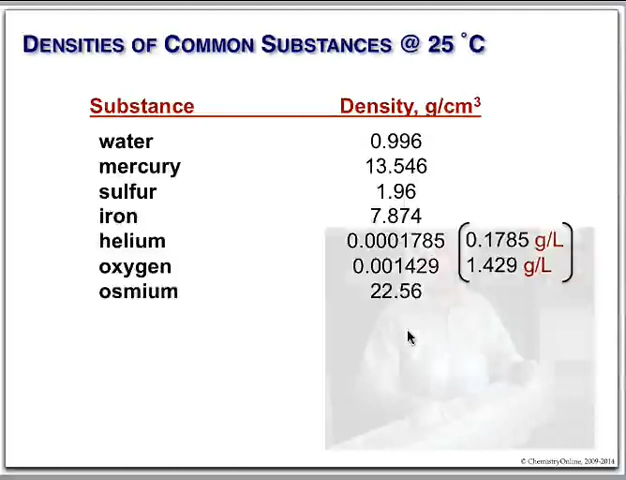 DENSITIES OF COMMON SUBSTANCES @ 25 °C
Substance Density, g/cm³
water 0.996
mercury 13.546
sulfur 1.96
iron 7.874
helium 0.0001785 0.1785 g/L
oxygen 0.001429 1.429 g/L
osmium 22.56
© ChemistryOnline, 2009-2014